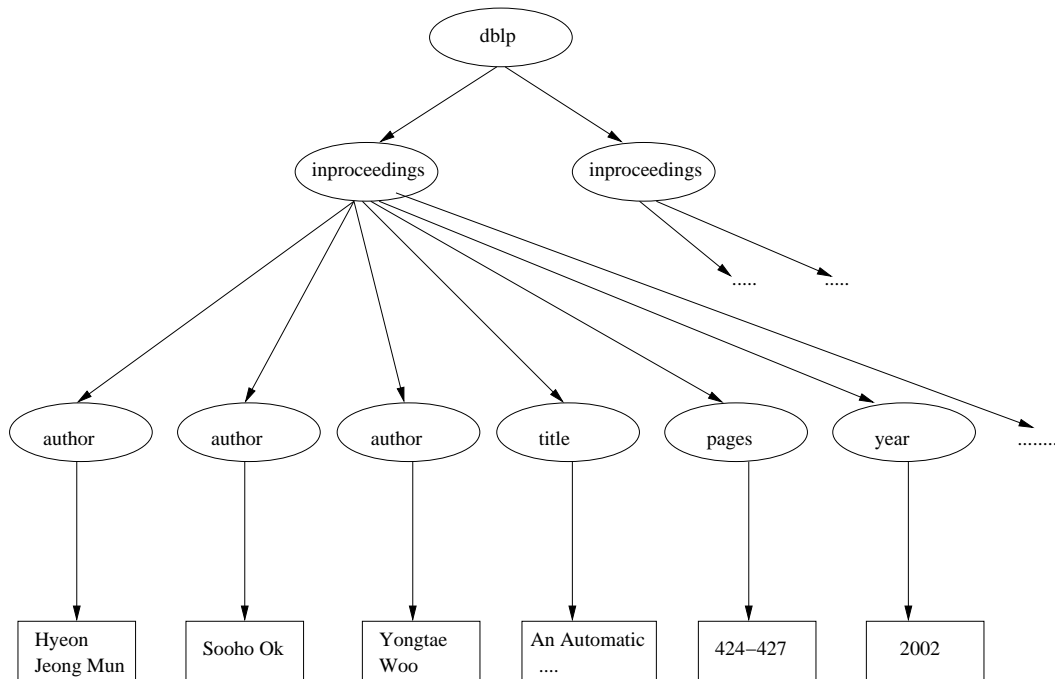 dblp
inproceedings
inproceedings
.....
.....
author
author
author
title
pages
year
........
Hyeon
Jeong Mun
Sooho Ok
Yongtae
Woo
An Automatic
....
424−427
2002